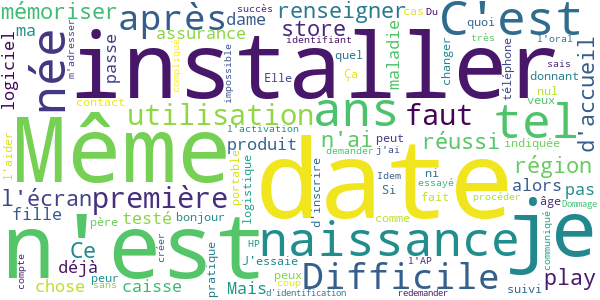 mémoriser
ma
après
dame
succès
renseigner
store
cas
Du
C'est
quoi
l'oral
très
logiciel
née
m'adresser
passe
assurance
comaique
impossible
identifiant
Elle
quel
Ça
maladie
changer
téléphone
sais
donnant
installer
contact
utilisation
ans
faut
veux
nul
tel
d'accueil
l'aider
Même
produit
n'ai
demander
peut
j'ai
réussi
indiquée
région
l'activation
date
l'écran
première
portable
logistique
d'inscrire
Idem
Si
essayé
ni
fait
alors
procéder
âge
pas
Dommage
je
fille
père
testé
bonjour
comme
n'est
naissance
Ce
déjà
peur
créer
pratique
HP
J'essaie
Difficile
l'AP
communiqué
play
compte
chose
sans
caisse
Mais
peux
coup
d'identification
redemander
suivi